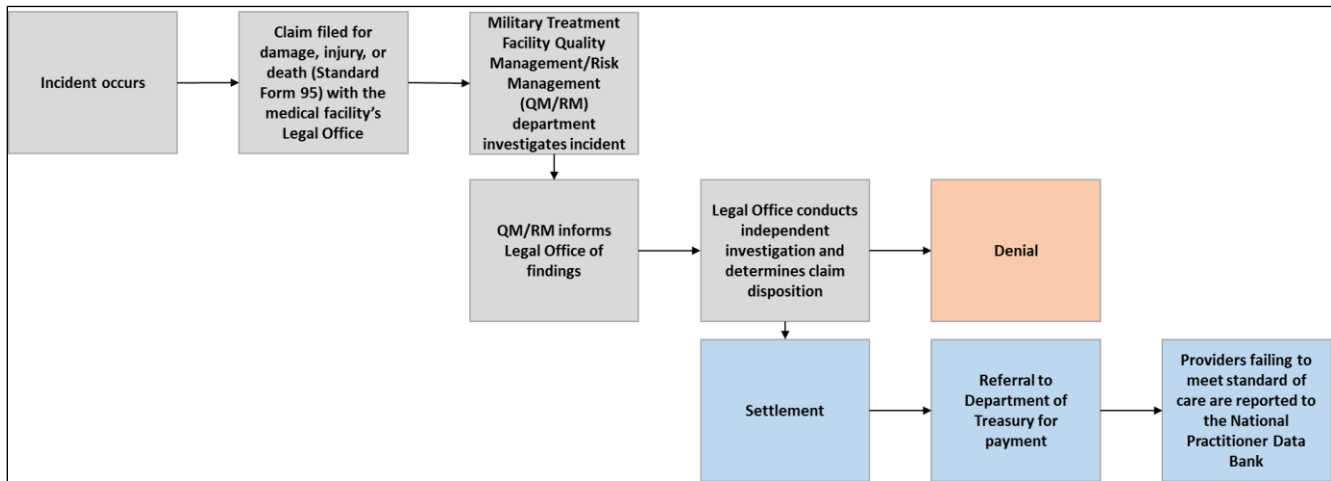 Incident occurs
Claim filed for
damage, injury, or
death (Standard
Form 95) with the
medical facility’s
Legal Office
Military Treatment
Facility Quality
Management/Risk
Management
(QM/RM)
department
investigates incident
QM/RM informs
Legal Office of
findings
Legal Office conducts
independent
investigation and
determines claim
disposition
Denial
Settlement
Referral to
Department of
Treasury for
payment
Providers failing to
meet standard of
care are reported to
the National
Practitioner Data
Bank